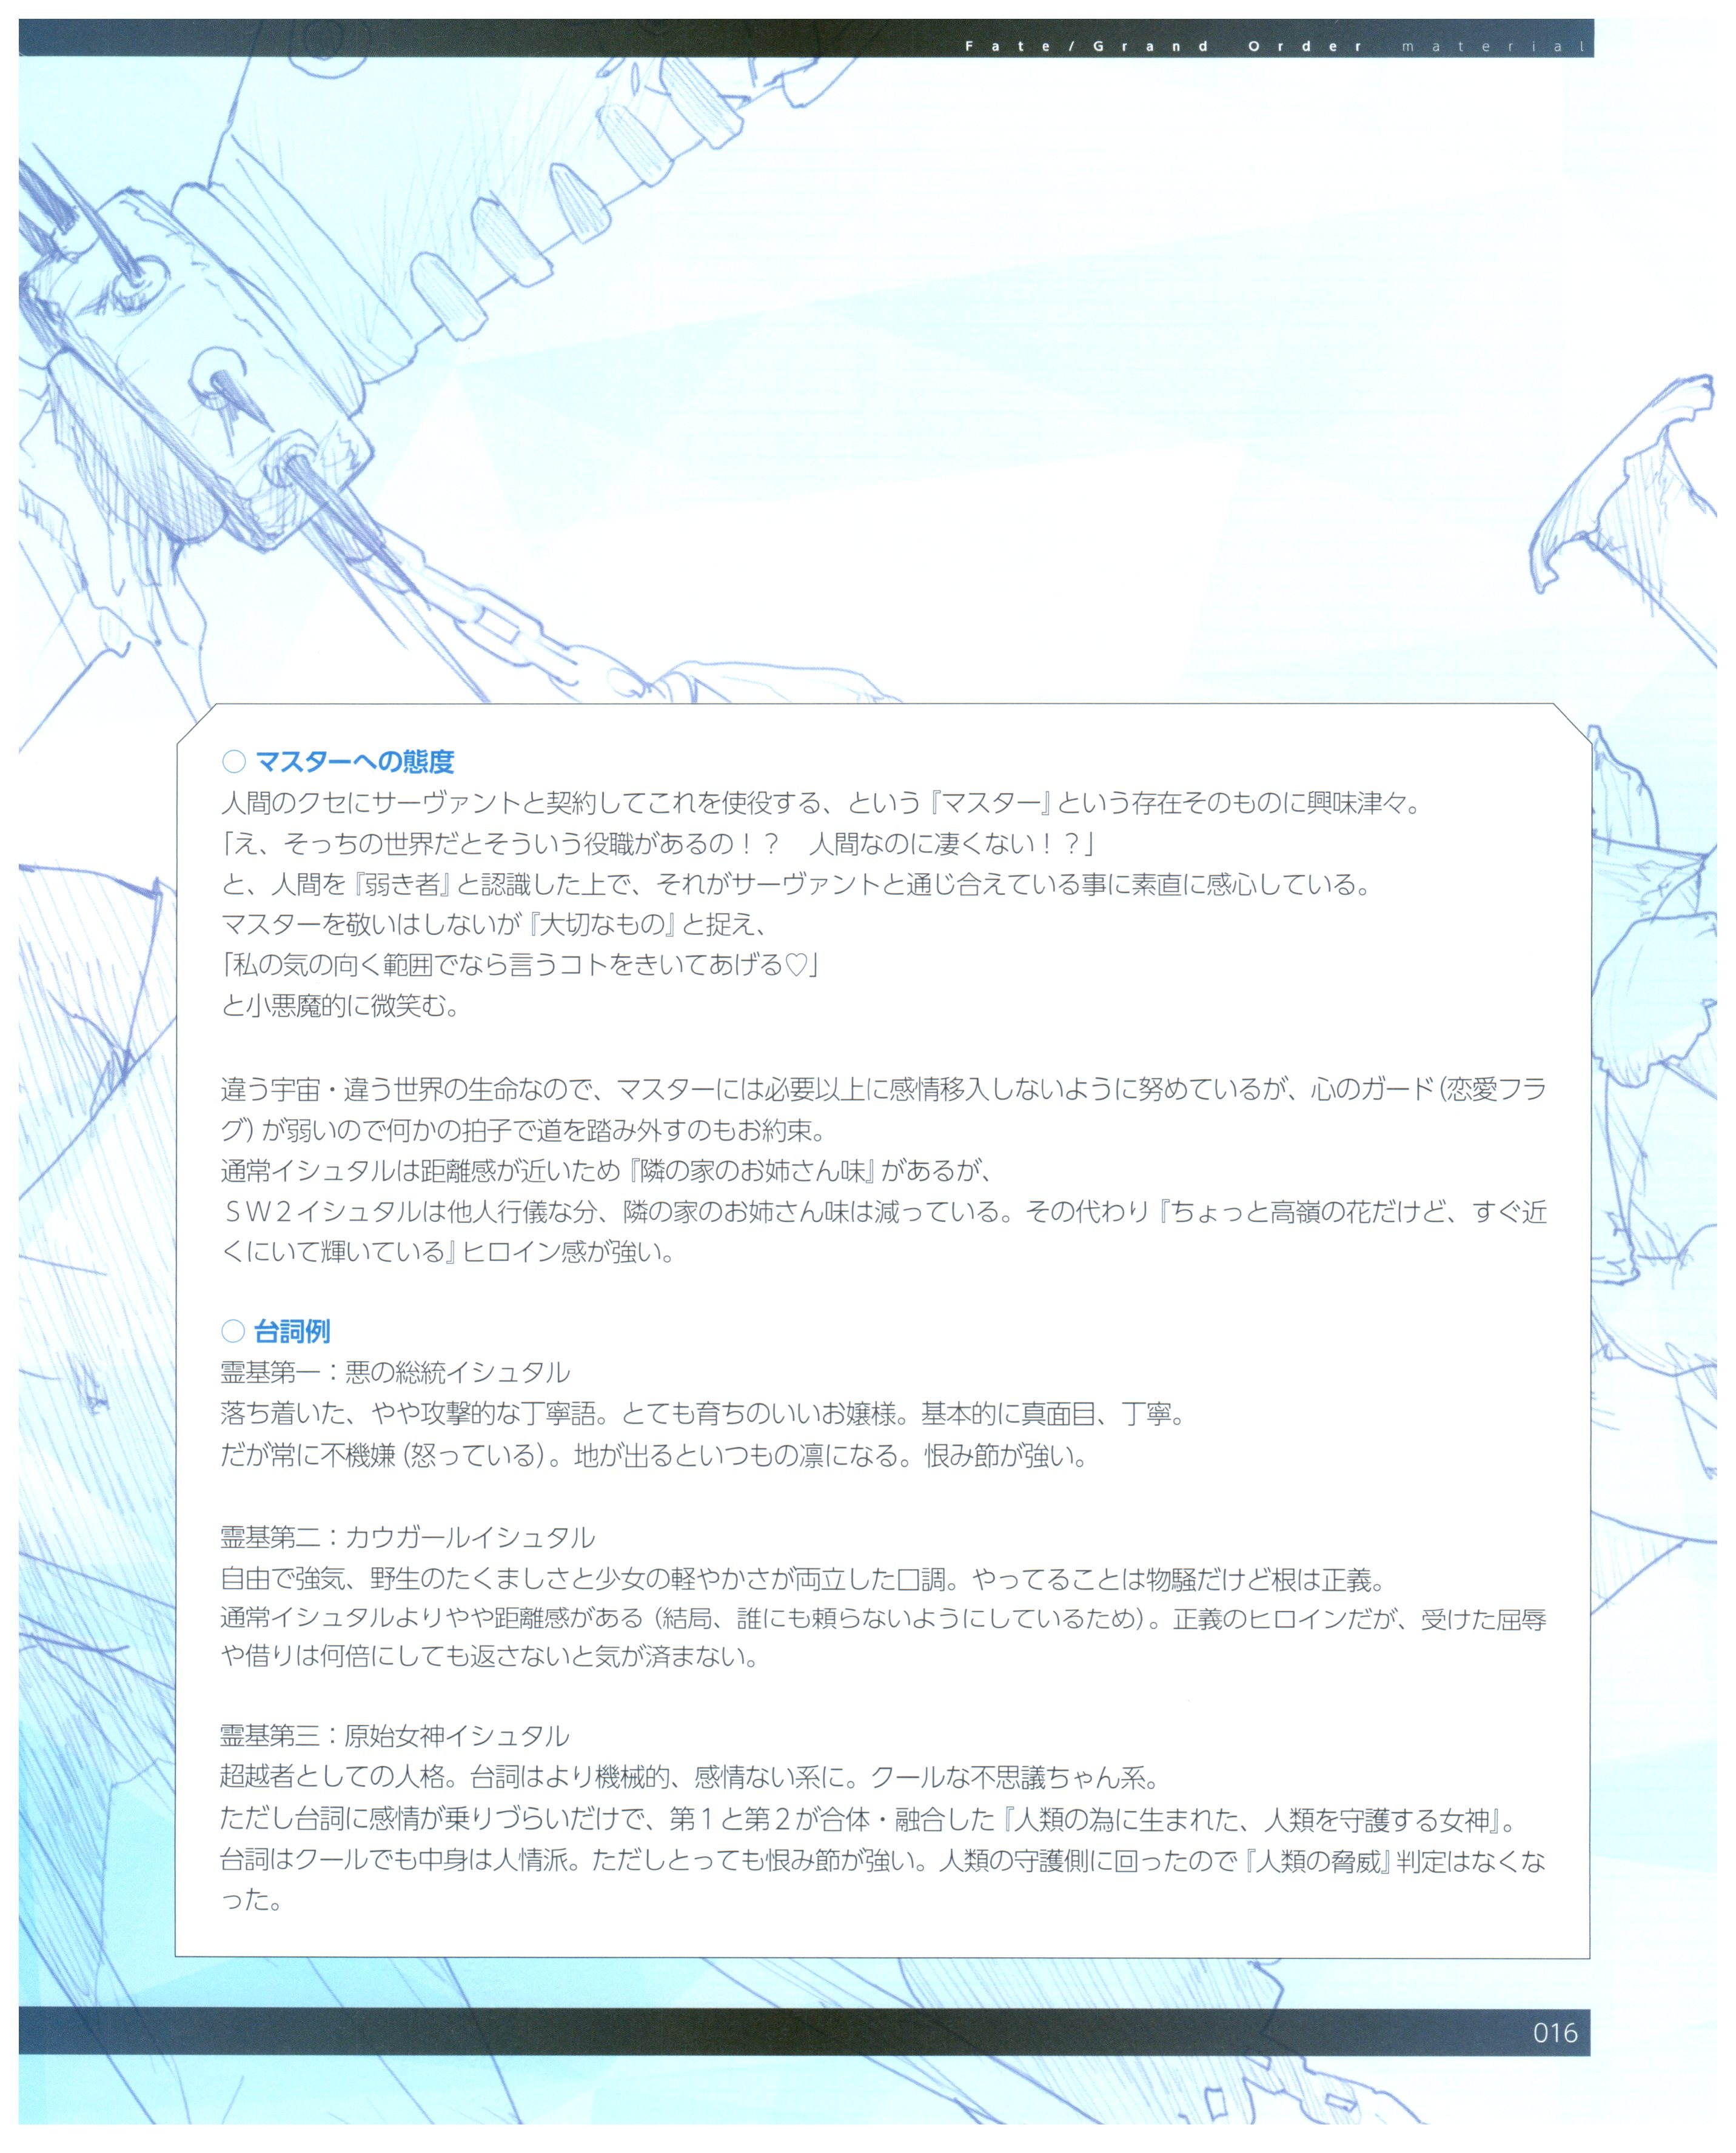 Fate/Grand Order material
○ マスターへの態度
人間のクセにサーヴァントと契約してこれを使役する、という『マスター』という存在そのものに興味津々。
「え、そっちの世界だとそういう役職があるの！？　人間なのに凄くない！？」
と、人間を『弱き者』と認識した上で、それがサーヴァントと通じ合えている事に素直に感心している。
マスターを敬いはしないが『大切なもの』と捉え、
「私の気の向く範囲でなら言うコトをきいてあげる♡」
と小悪魔的に微笑む。
違う宇宙・違う世界の生命なので、マスターには必要以上に感情移入しないように努めているが、心のガード（恋愛フラ
グ）が弱いので何かの拍子で道を踏み外すのもお約束。
通常イシュタルは距離感が近いため『隣の家のお姉さん味』があるが、
ＳＷ２イシュタルは他人行儀な分、隣の家のお姉さん味は減っている。その代わり『ちょっと高嶺の花だけど、すぐ近
くにいて輝いている』ヒロイン感が強い。
○ 台詞例
霊基第一：悪の総統イシュタル
落ち着いた、やや攻撃的な丁寧語。とても育ちのいいお嬢様。基本的に真面目、丁寧。
だが常に不機嫌（怒っている）。地が出るといつもの凛になる。恨み節が強い。
霊基第二：カウガールイシュタル
自由で強気、野生のたくましさと少女の軽やかさが両立した口調。やってることは物騒だけど根は正義。
通常イシュタルよりやや距離感がある（結局、誰にも頼らないようにしているため）。正義のヒロインだが、受けた屈辱
や借りは何倍にしても返さないと気が済まない。
霊基第三：原始女神イシュタル
超越者としての人格。台詞はより機械的、感情ない系に。クールな不思議ちゃん系。
ただし台詞に感情が乗りづらいだけで、第１と第２が合体・融合した『人類の為に生まれた、人類を守護する女神』。
台詞はクールでも中身は人情派。ただしとっても恨み節が強い。人類の守護側に回ったので『人類の脅威』判定はなくな
った。
016